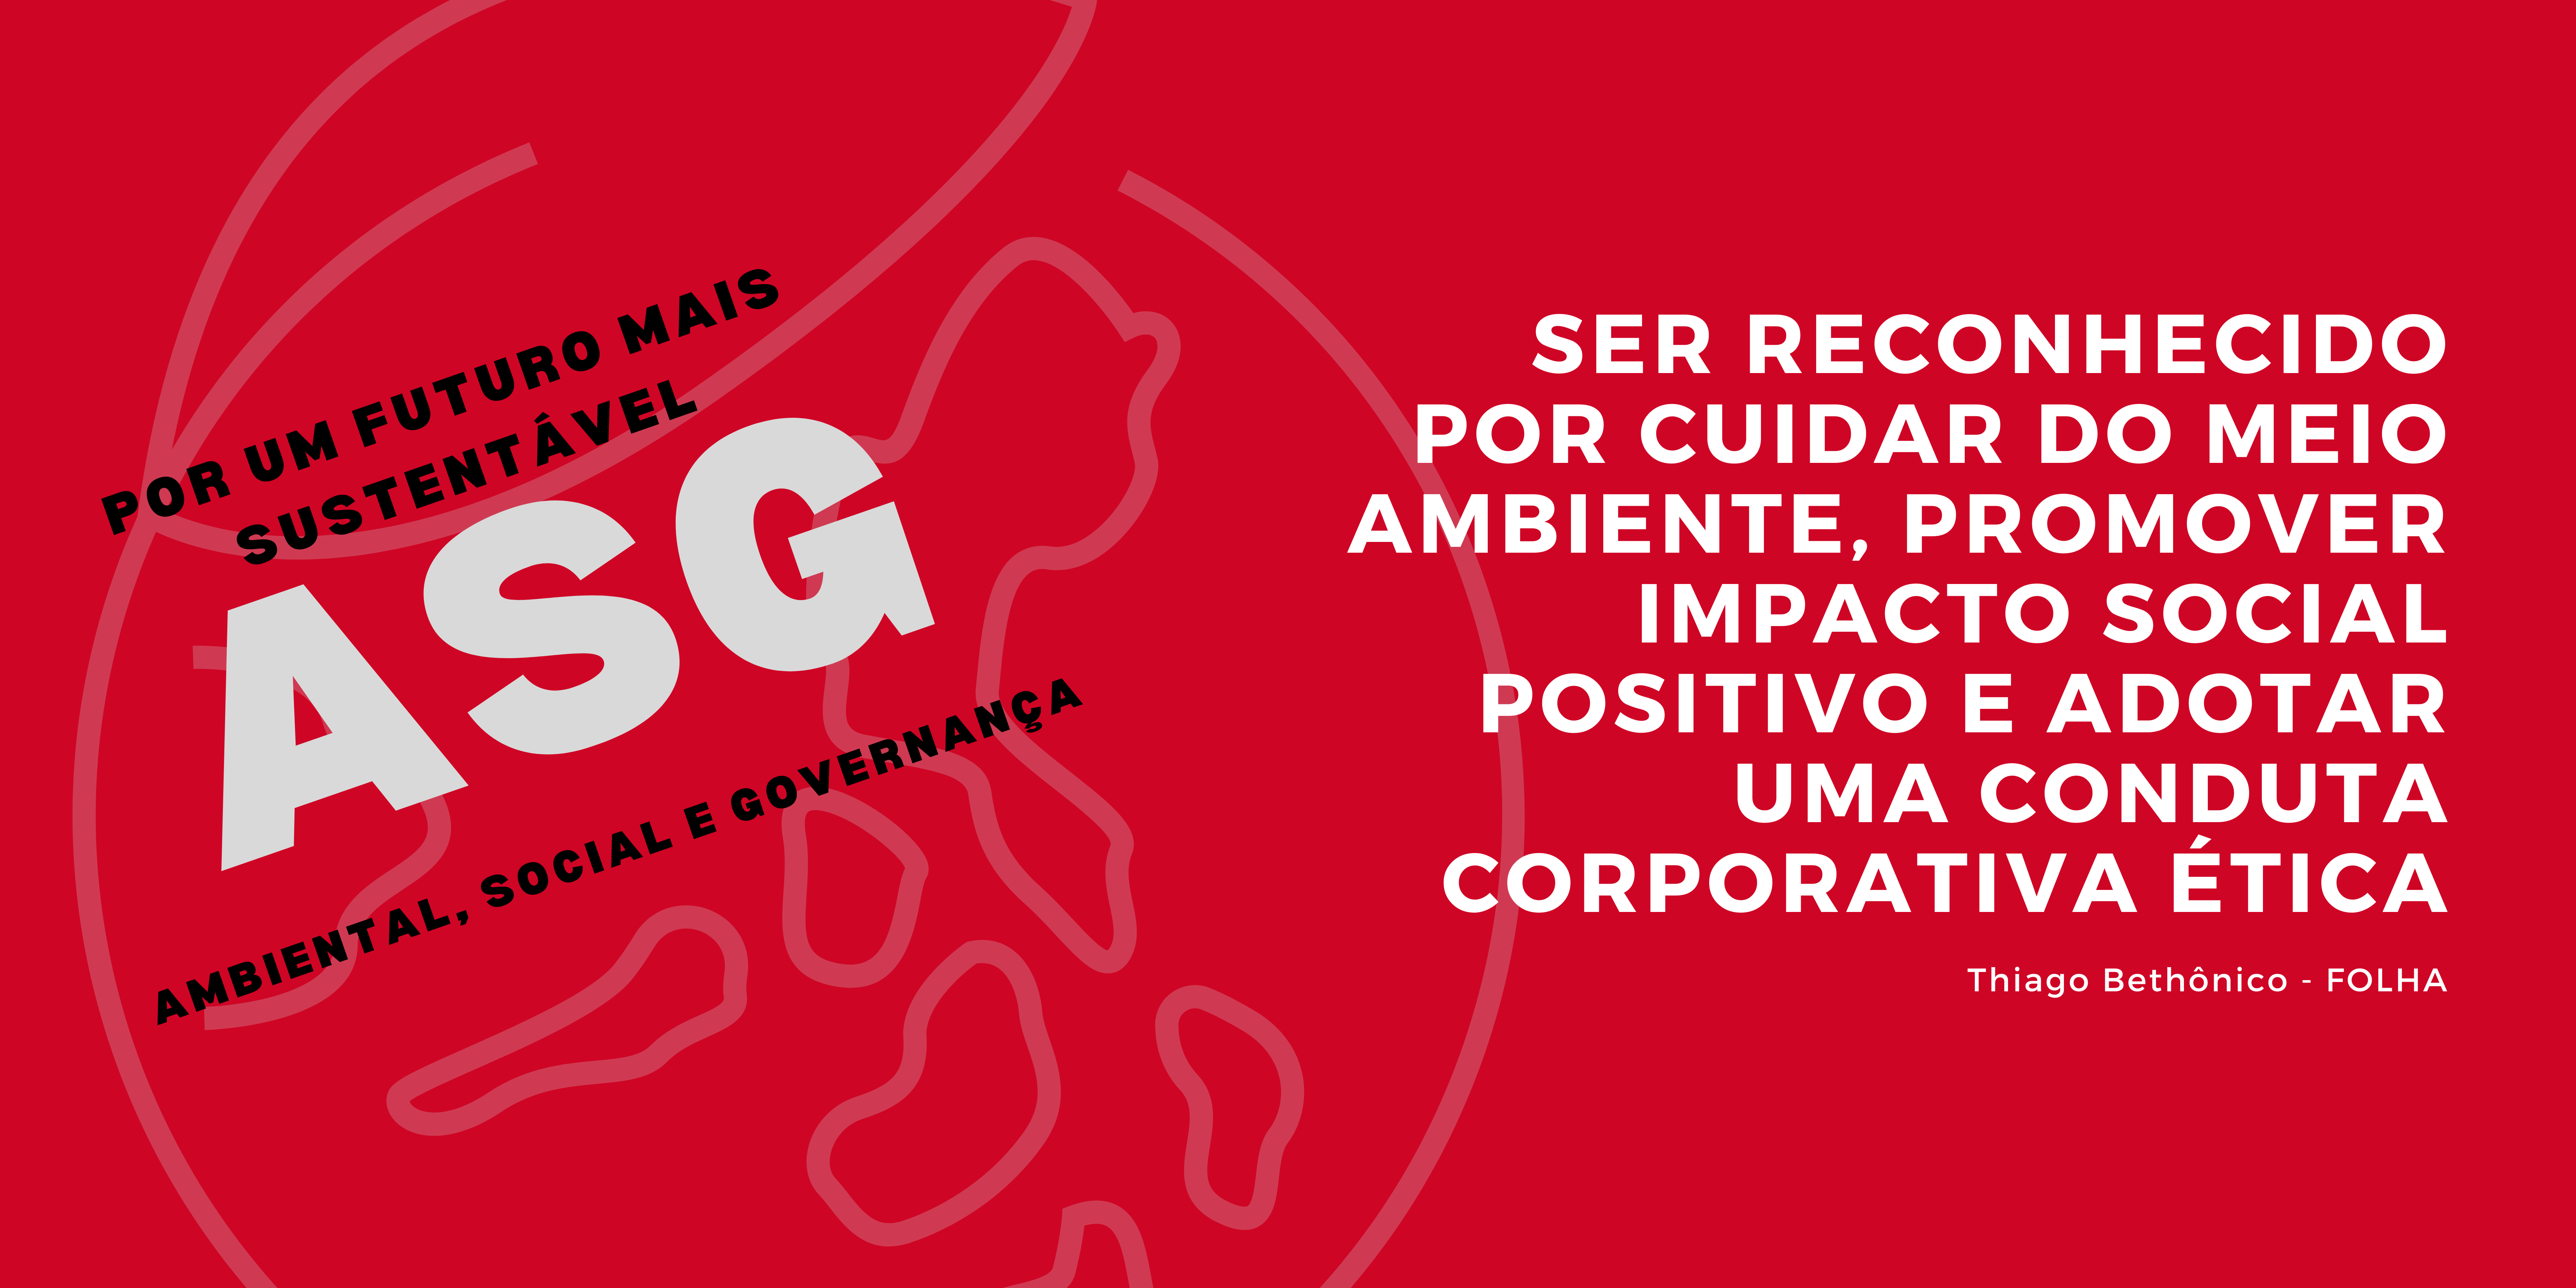 POR UM FUTURO MAIS
SUSTENTÁVEL
ASG
AMBIENTAL, SOCIAL E GOVERNANÇA
SER RECONHECIDO
POR CUIDAR DO MEIO
AMBIENTE, PROMOVER
IMPACTO SOCIAL
POSITIVO E ADOTAR
UMA CONDUTA
CORPORATIVA ÉTICA
Thiago Bethônico - FOLHA